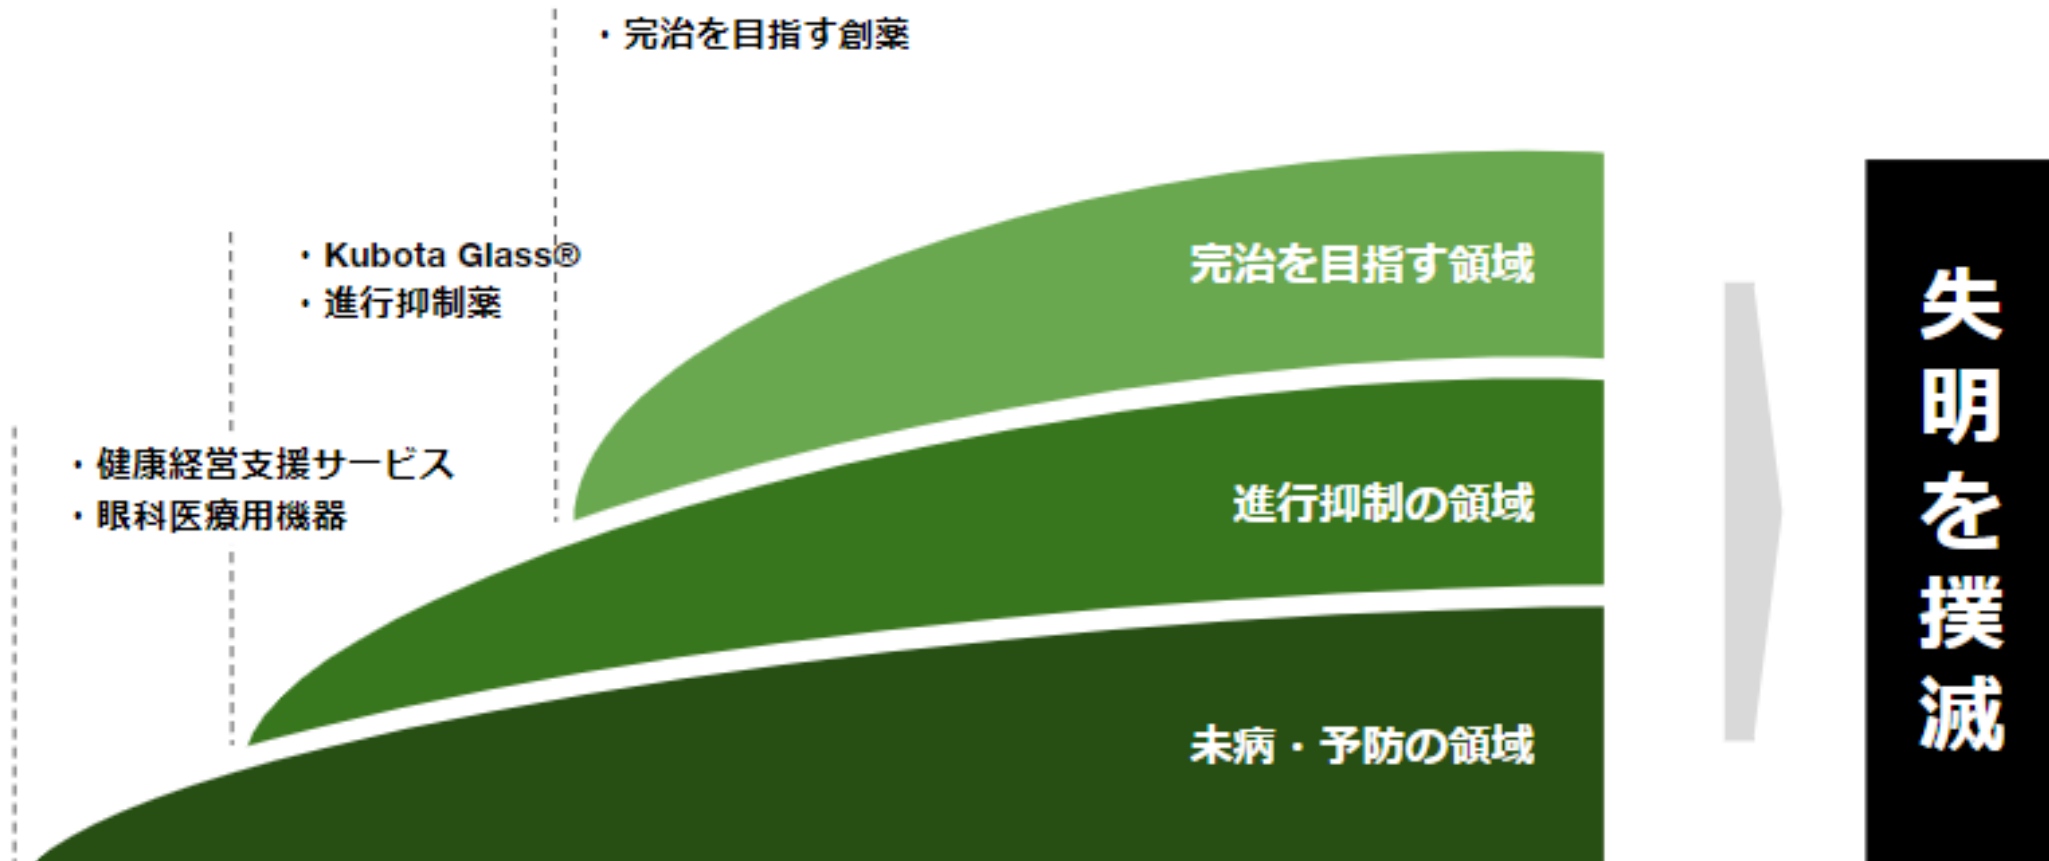 ・完治を目指す創薬
・Kubota Glass®
・進行抑制薬
・健康経営支援サービス
・眼科医療用機器
完治を目指す領域
進行抑制の領域
未病・予防の領域
失明を撲滅